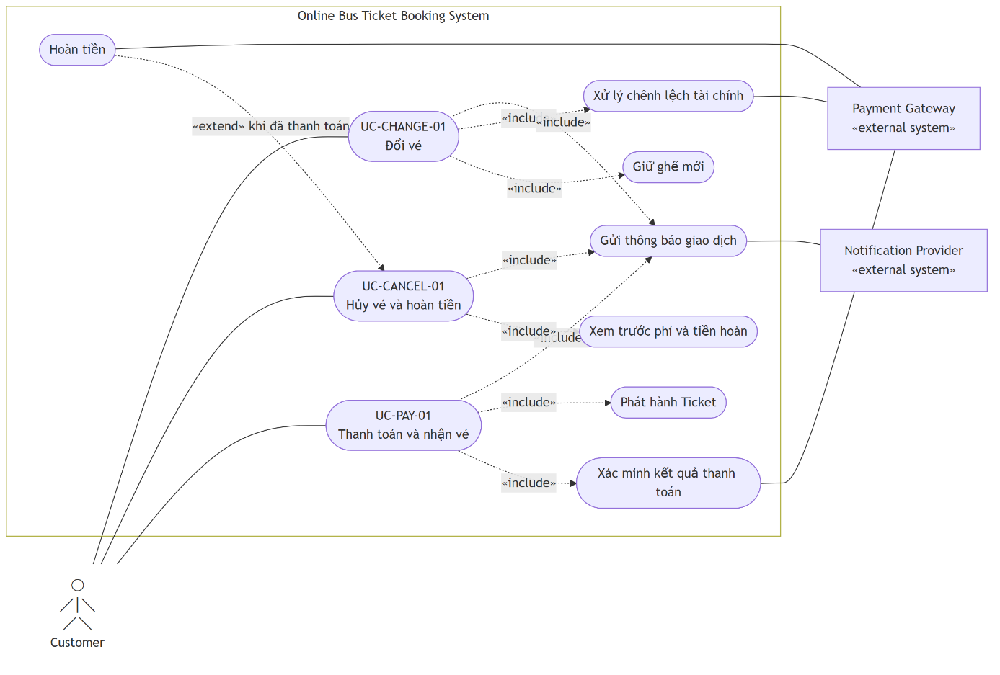 Online Bus Ticket Booking System
Hoàn tiền
Xử lý chênh lệch tài chính
Payment Gateway
«external system»
«include»
«extend» khi đã thanh toán
UC-CHANGE-01
Đổi vé
Giữ ghế mới
«include»
Gửi thông báo giao dịch
Notification Provider
«external system»
«include»
UC-CANCEL-01
Hủy vé và hoàn tiền
«include»
Xem trước phí và tiền hoàn
«include»
UC-PAY-01
Thanh toán và nhận vé
Phát hành Ticket
«include»
Xác minh kết quả thanh
toán
Customer